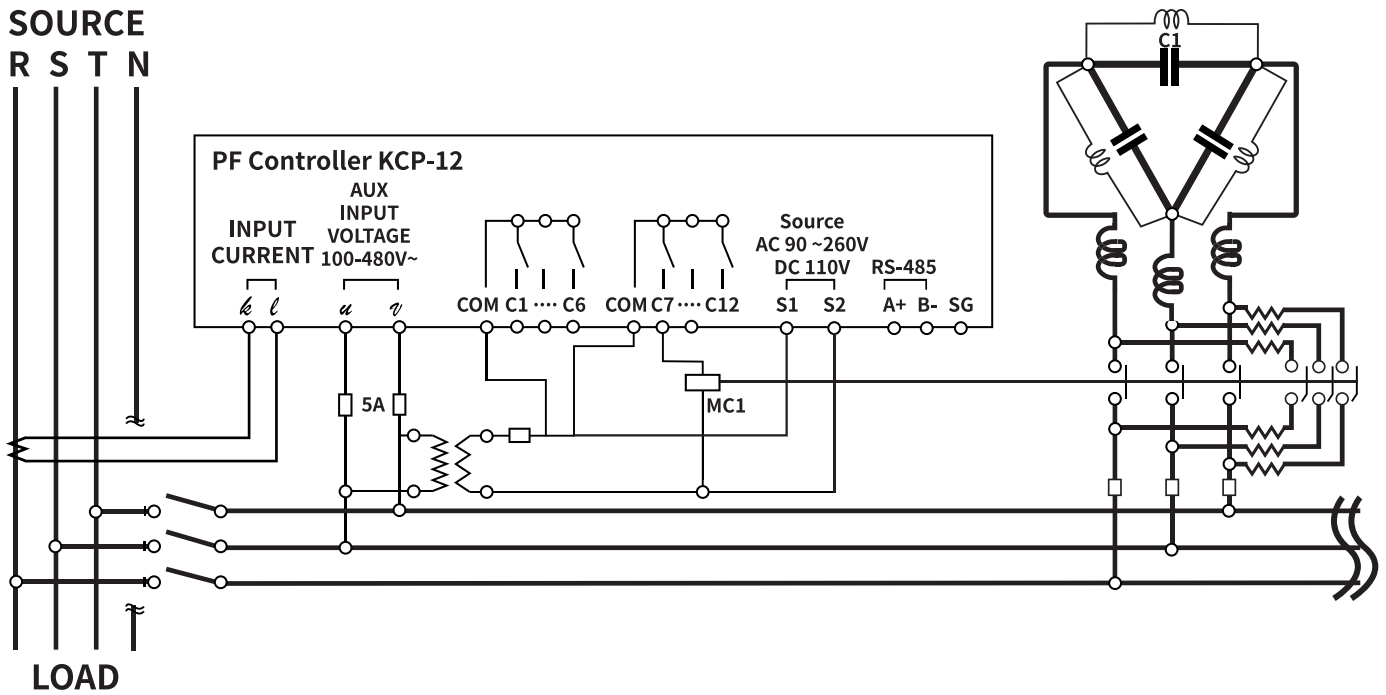 SOURCE
R S T N
C1
PF Controller KCP-12
INPUT
CURRENT
AUX
INPUT
VOLTAGE
100-480V~
Source
AC 90 ~260V
DC 110V
RS-485
k l u v COM C1 ···· C6 COM C7 ···· C12 S1 S2 A+ B- SG
5A
MC1
LOAD